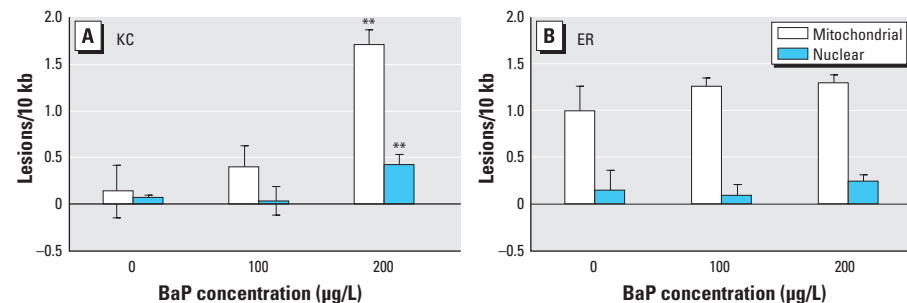 A KC
Lesions/10 kb
2.0
1.5
1.0
0.5
0
–0.5
**
**
0 100 200
BaP concentration (µg/L)
B ER
Mitochondrial
Nuclear
Lesions/10 kb
2.0
1.5
1.0
0.5
0
–0.5
0 100 200
BaP concentration (µg/L)